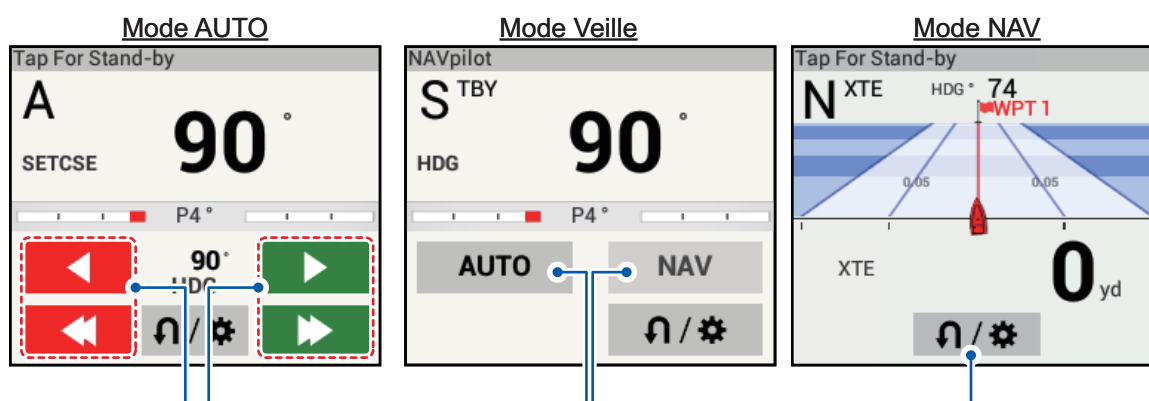 Mode AUTO
Tap For Stand-by
A
90°
SETCSE
P4°
90°
HDG
/
Mode Veille
NAVpilot
S TBY
90°
HDG
P4°
AUTO NAV
/
Mode NAV
Tap For Stand-by
N XTE HDG° 74
WPT 1
0.05 0.05
XTE 0 yd
/